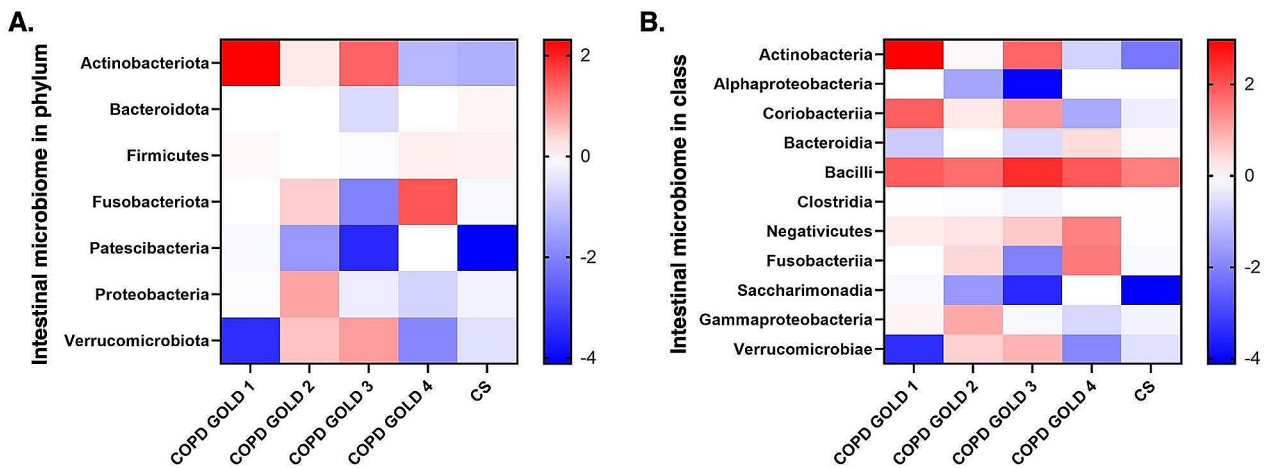 A.
Intestinal microbiome in phylum
Actinobacteriota
Bacteroidota
Firmicutes
Fusobacteriota
Patescibacteria
Proteobacteria
Verrucomicrobiota
COPD GOLD 1
COPD GOLD 2
COPD GOLD 3
COPD GOLD 4
CS
2
0
-2
-4
B.
Intestinal microbiome in class
Actinobacteria
Alphaproteobacteria
Coriobacteriia
Bacteroidia
Bacilli
Clostridia
Negativicutes
Fusobacteriia
Saccharimonadia
Gammaproteobacteria
Verrucomicrobiae
COPD GOLD 1
COPD GOLD 2
COPD GOLD 3
COPD GOLD 4
CS
2
0
-2
-4